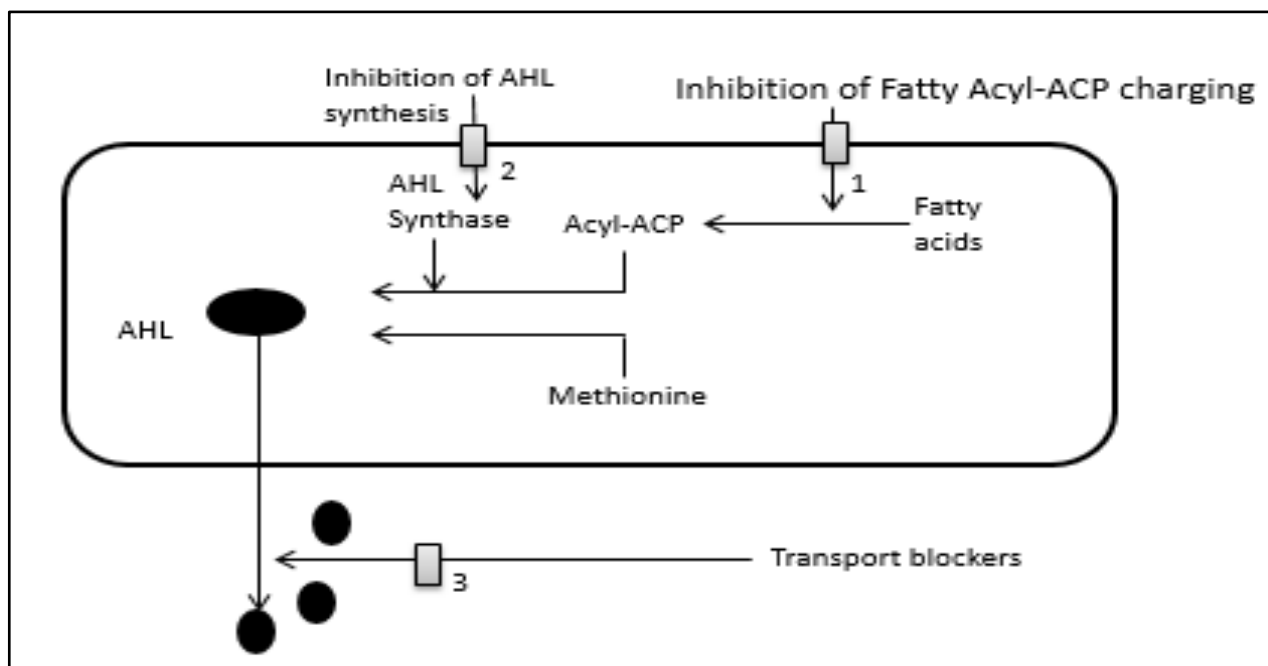 Inhibition of AHL
synthesis
Inhibition of Fatty Acyl-ACP charging
2
1
AHL
Synthase
Acyl-ACP
Fatty
acids
AHL
Methionine
Transport blockers
3